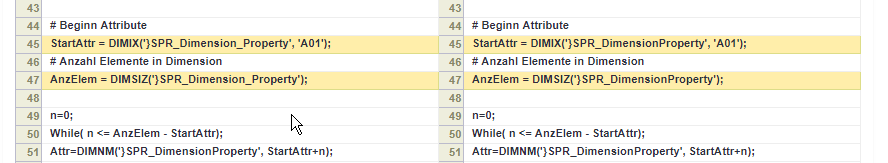 43
44 # Beginn Attribute
45 StartAttr = DIMIX('}SPR_Dimension_Property', 'A01');
46 # Anzahl Elemente in Dimension
47 AnzElem = DIMSIZ('}SPR_Dimension_Property');
48
49 n=0;
50 While( n <= AnzElem - StartAttr);
51 Attr=DIMNM('}SPR_DimensionProperty', StartAttr+n);
43
44 # Beginn Attribute
45 StartAttr = DIMIX('}SPR_DimensionProperty', 'A01');
46 # Anzahl Elemente in Dimension
47 AnzElem = DIMSIZ('}SPR_DimensionProperty');
48
49 n=0;
50 While( n <= AnzElem - StartAttr);
51 Attr=DIMNM('}SPR_DimensionProperty', StartAttr+n);